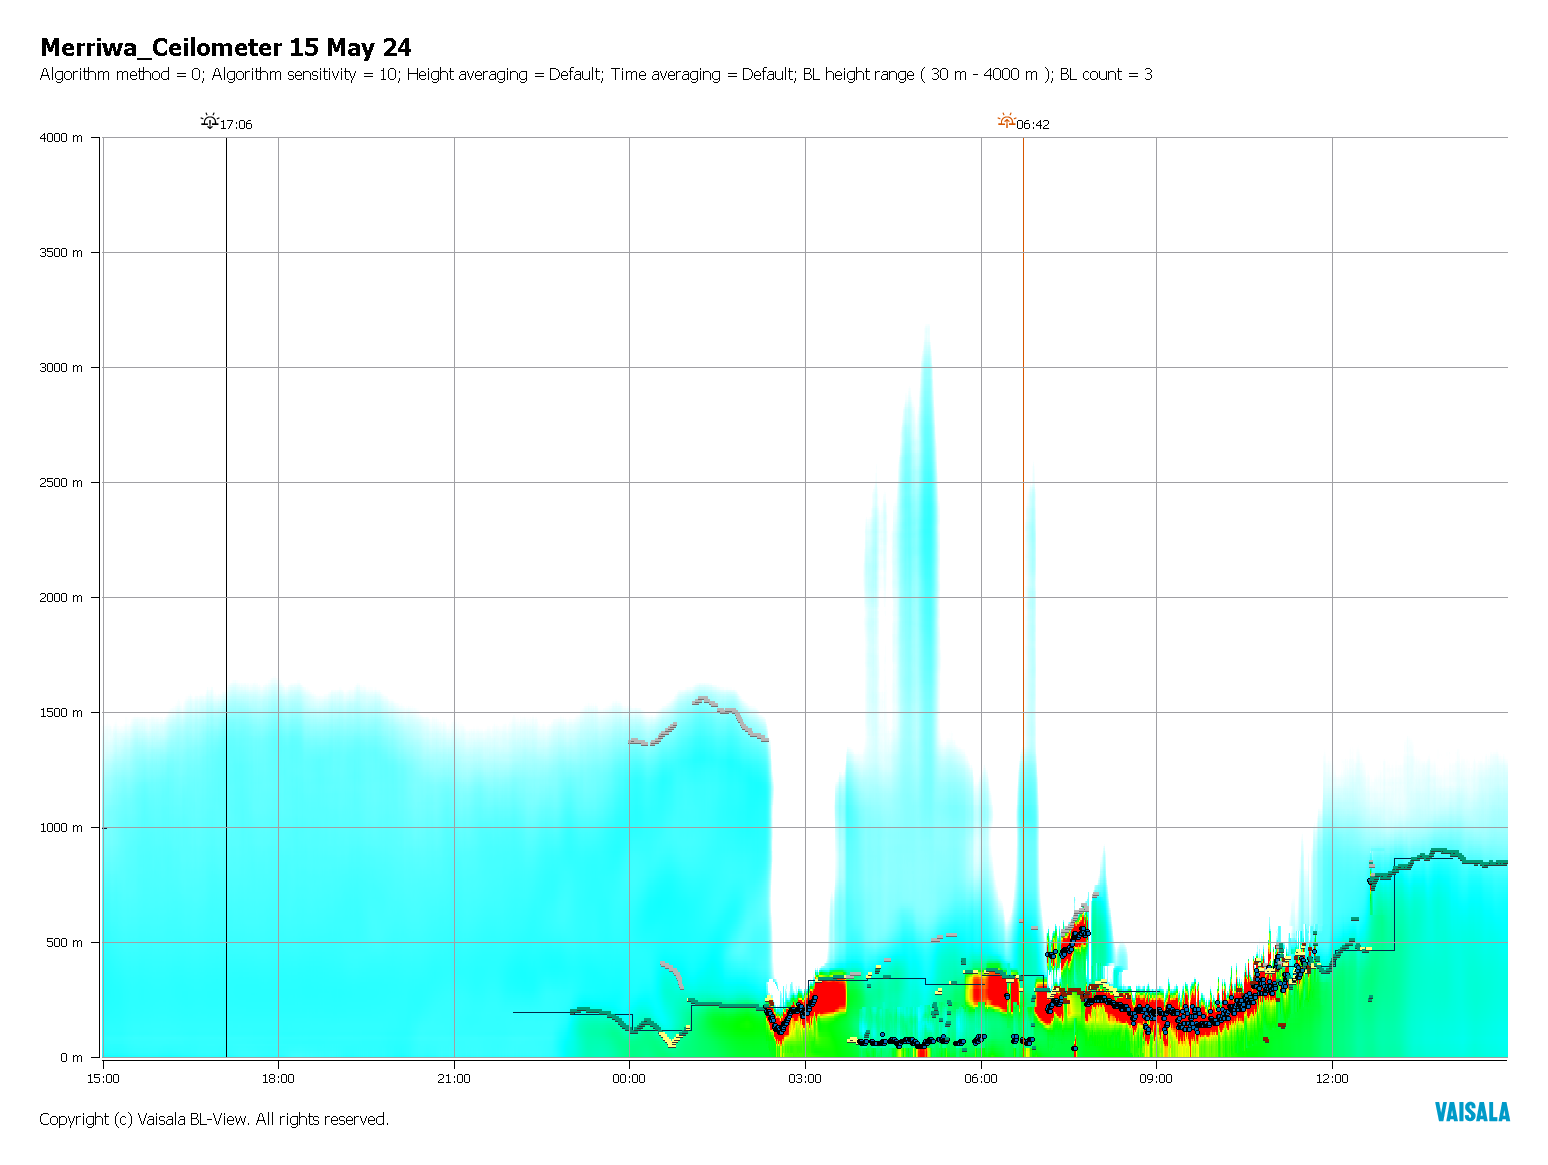 Merriwa_Ceilometer 15 May 24
Algorithm method = 0; Algorithm sensitivity = 10; Height averaging = Default; Time averaging = Default; BL height range ( 30 m - 4000 m ); BL count = 3
17:06
06:42
4000 m
3500 m
3000 m
2500 m
2000 m
1500 m
1000 m
500 m
0 m
15:00
18:00
21:00
00:00
03:00
06:00
09:00
12:00
Copyright (c) Vaisala BL-View. All rights reserved.
VAISALA